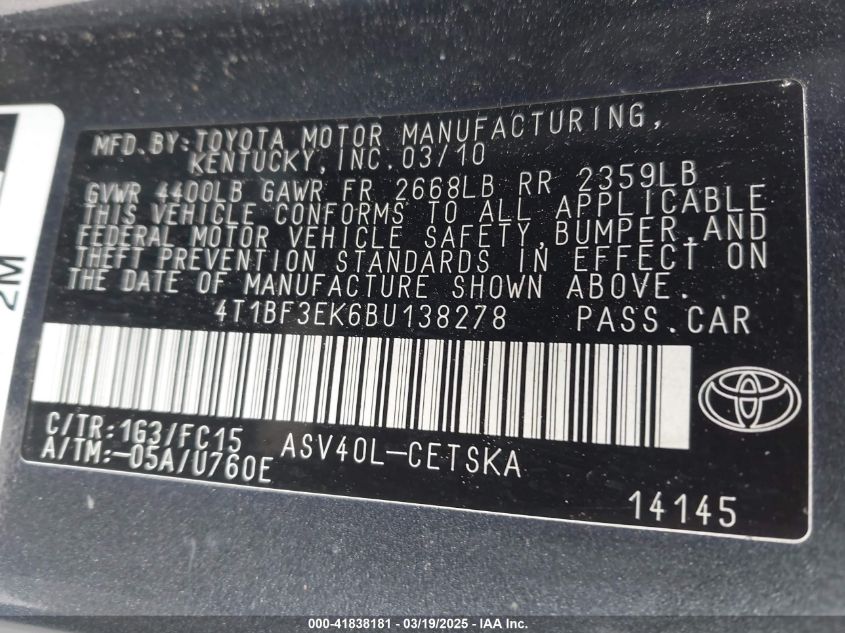 2M
MFD.BY:TOYOTA MOTOR MANUFACTURING,
KENTUCKY,INC.03/10
GVWR 4400LB GAWR FR 2668LB RR 2359LB
THIS VEHICLE CONFORMS TO ALL APPLICABLE
FEDERAL MOTOR VEHICLE SAFETY,BUMPER,AND
THEFT PREVENTION STANDARDS IN EFFECT ON
THE DATE OF MANUFACTURE SHOWN ABOVE.
4T1BF3EK6BU138278 PASS.CAR
C/TR:1G3/FC15 ASV40L-CETSKA
A/TM:-05A/U760E
14145
000-41838181 - 03/19/2025 - IAA Inc.